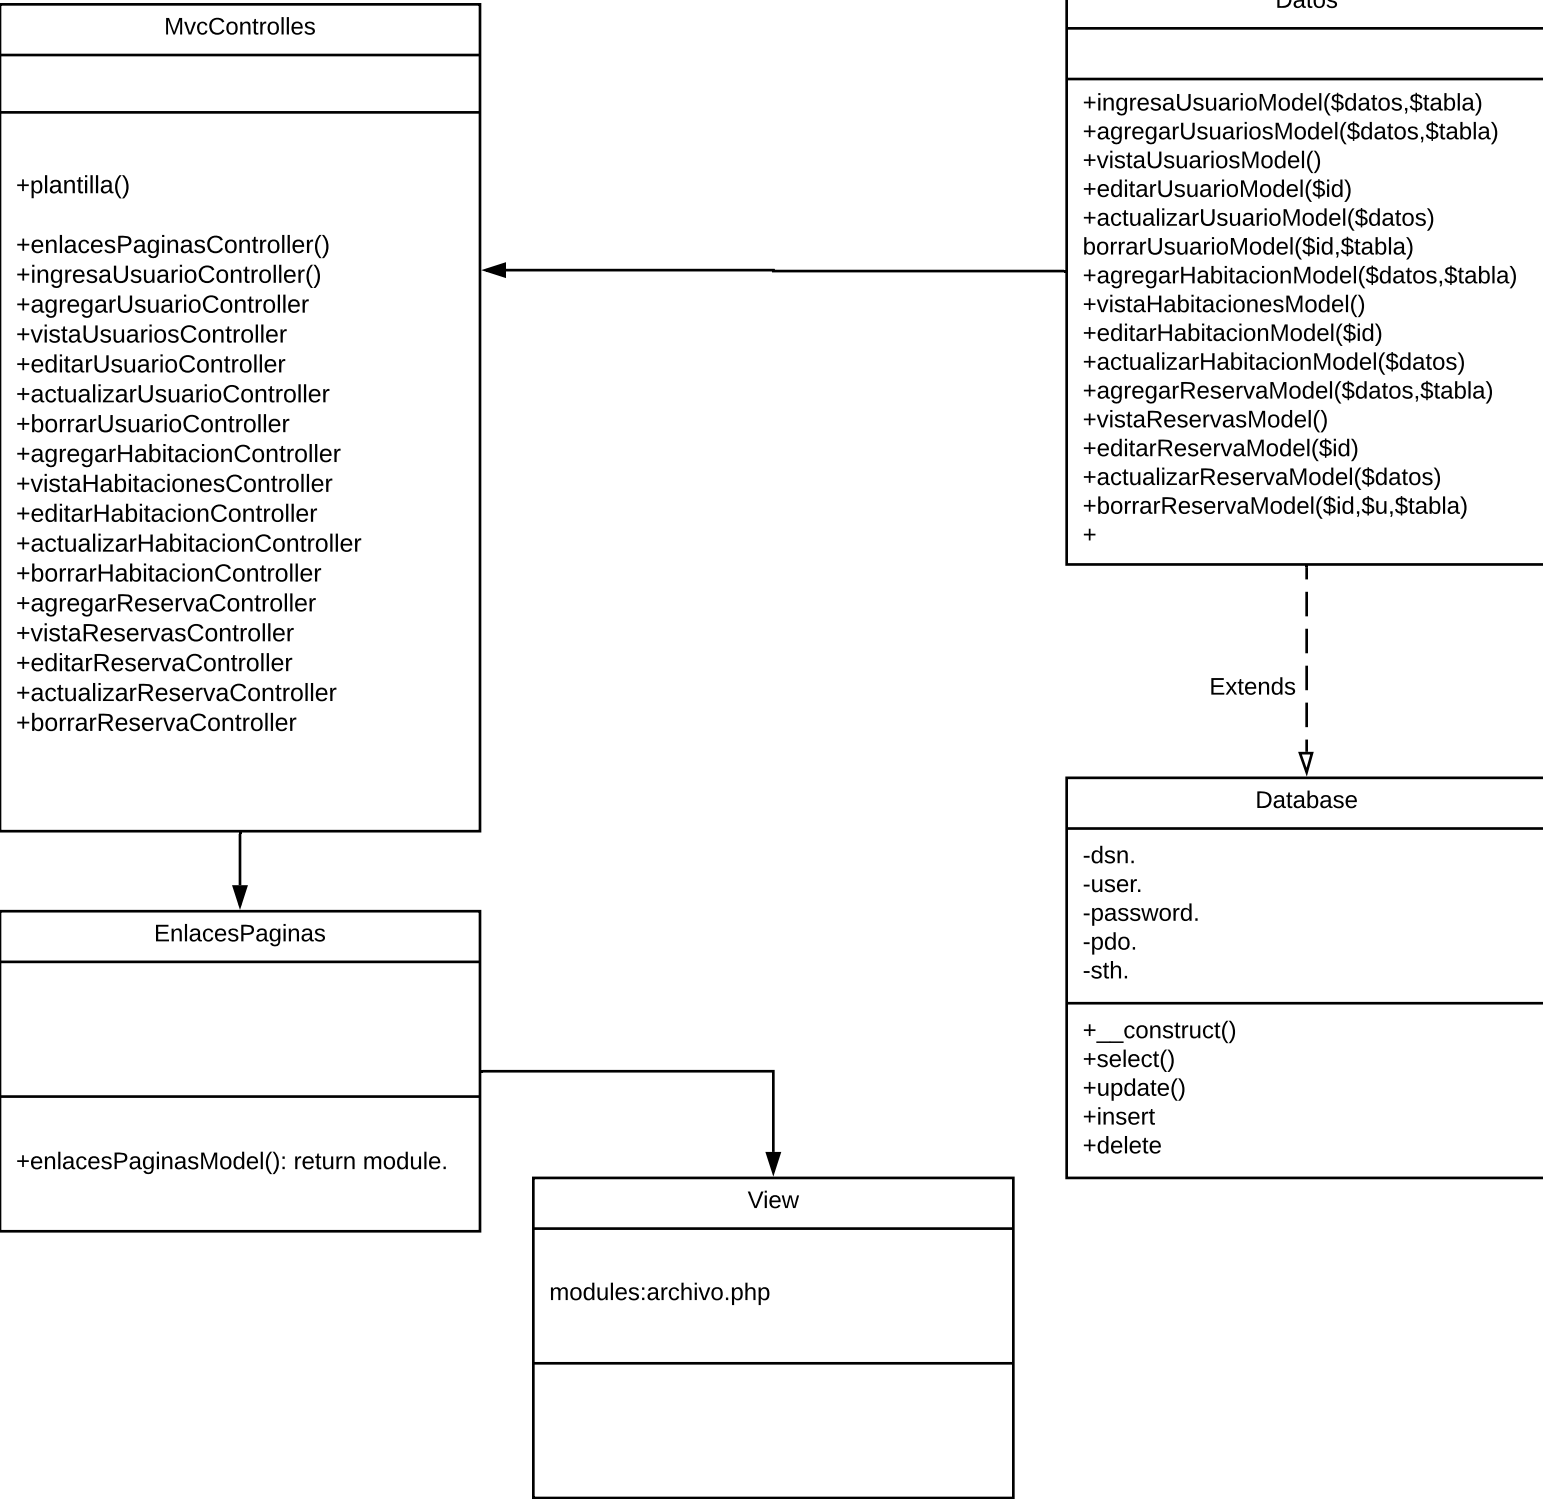 MvcControlles
+plantilla()
+enlacesPaginasController()
+ingresaUsuarioController()
+agregarUsuarioController
+vistaUsuariosController
+editarUsuarioController
+actualizarUsuarioController
+borrarUsuarioController
+agregarHabitacionController
+vistaHabitacionesController
+editarHabitacionController
+actualizarHabitacionController
+borrarHabitacionController
+agregarReservaController
+vistaReservasController
+editarReservaController
+actualizarReservaController
+borrarReservaController
Datos
+ingresaUsuarioModel($datos,$tabla)
+agregarUsuariosModel($datos,$tabla)
+vistaUsuariosModel()
+editarUsuarioModel($id)
+actualizarUsuarioModel($datos)
borrarUsuarioModel($id,$tabla)
+agregarHabitacionModel($datos,$tabla)
+vistaHabitacionesModel()
+editarHabitacionModel($id)
+actualizarHabitacionModel($datos)
+agregarReservaModel($datos,$tabla)
+vistaReservasModel()
+editarReservaModel($id)
+actualizarReservaModel($datos)
+borrarReservaModel($id,$u,$tabla)
+
Extends
Database
-dsn.
-user.
-password.
-pdo.
-sth.
+__construct()
+select()
+update()
+insert
+delete
EnlacesPaginas
+enlacesPaginasModel(): return module.
View
modules:archivo.php